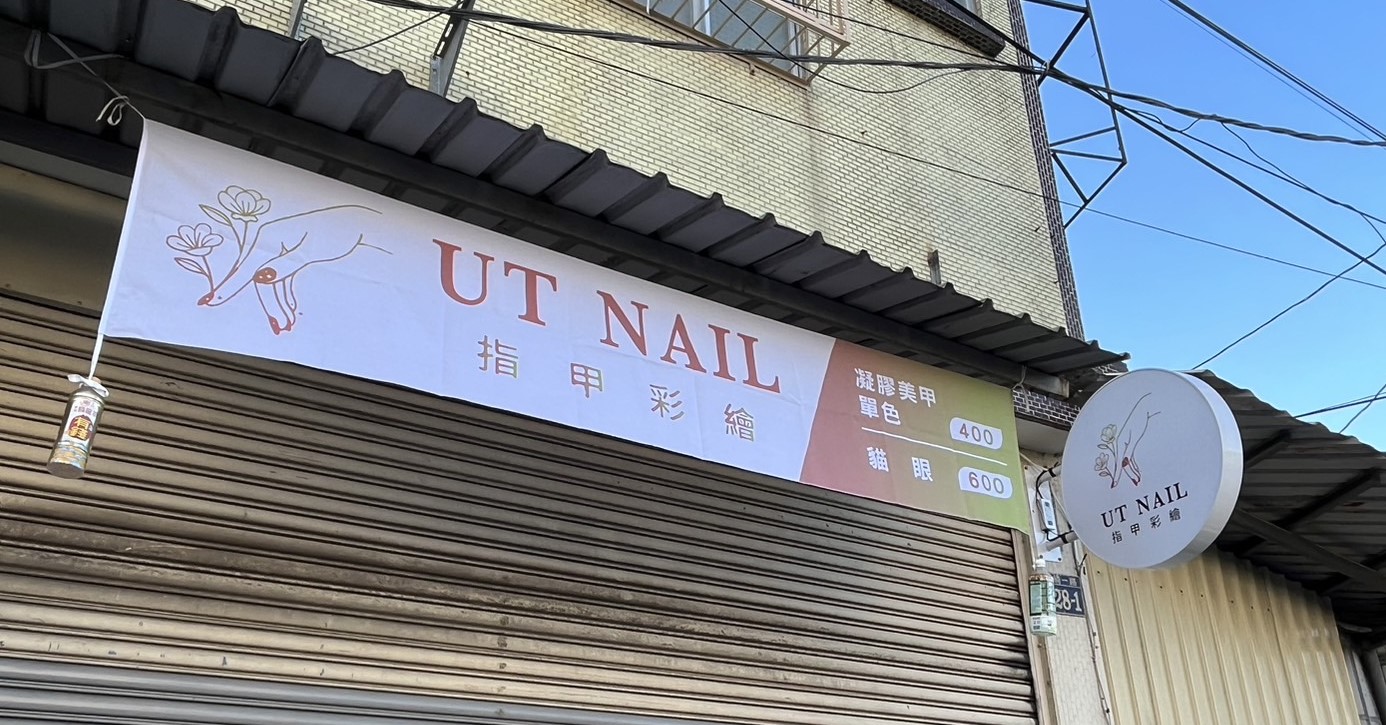 UT NAIL
指甲彩繪
凝膠美甲
單色 400
貓眼 600
UT NAIL
指甲彩繪
28-1